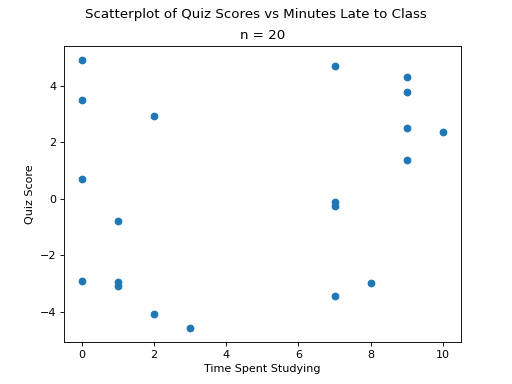 Scatterplot of Quiz Scores vs Minutes Late to Class
n = 20
4
2
0
−2
−4
Quiz Score
0 2 4 6 8 10
Time Spent Studying